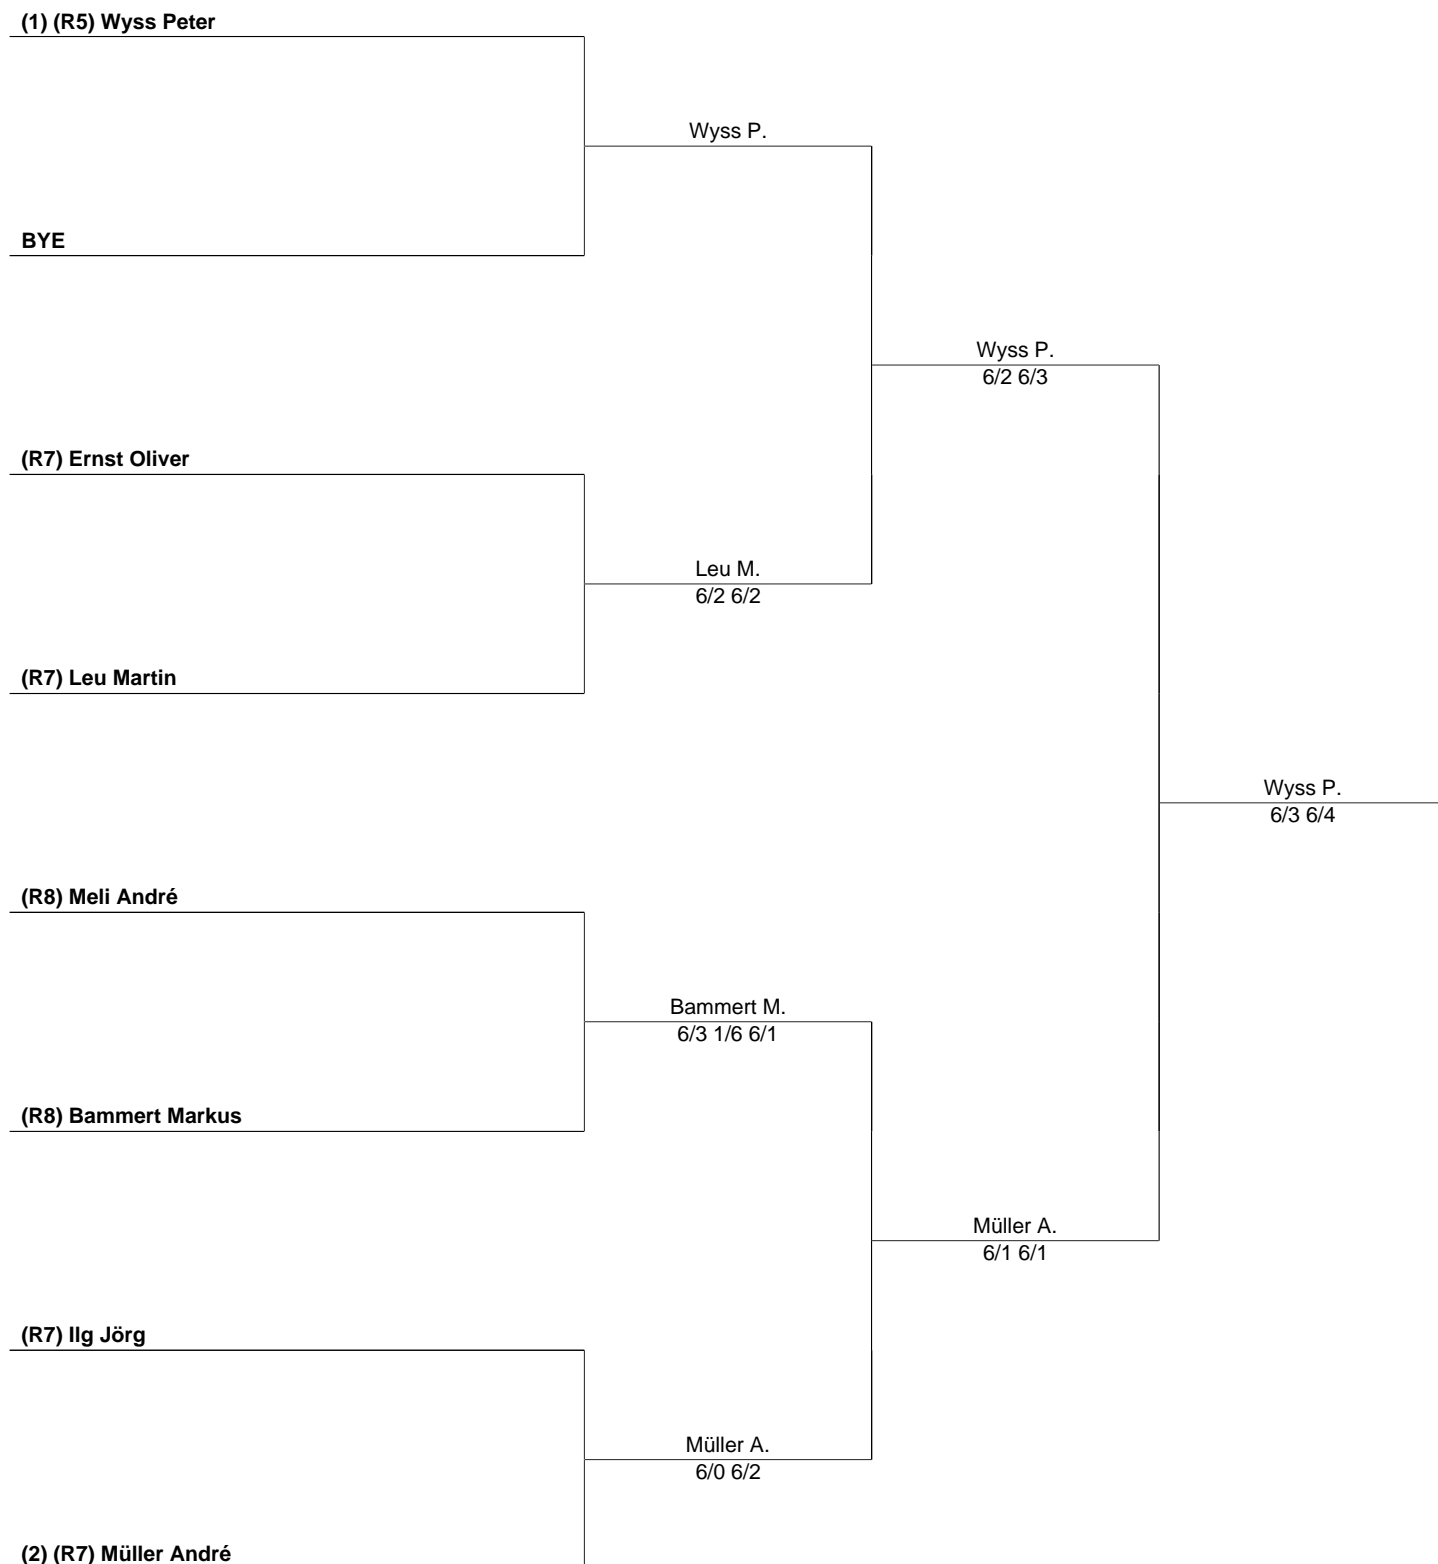 (1) (R5) Wyss Peter
Wyss P.
BYE
Wyss P.
6/2 6/3
(R7) Ernst Oliver
Leu M.
6/2 6/2
(R7) Leu Martin
Wyss P.
6/3 6/4
(R8) Meli André
Bammert M.
6/3 1/6 6/1
(R8) Bammert Markus
Müller A.
6/1 6/1
(R7) Ilg Jörg
Müller A.
6/0 6/2
(2) (R7) Müller André